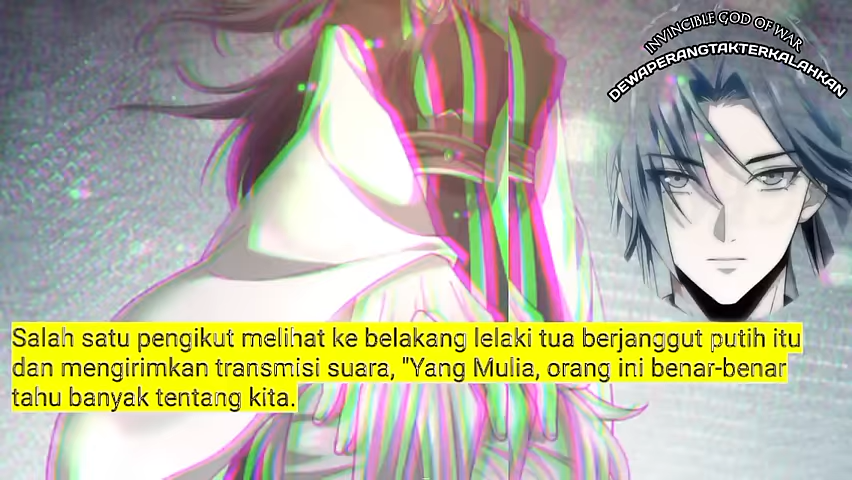 INVINCIBLE GOD OF WAR
DEWAPERANGTAKTERKALAHKAN
Salah satu pengikut melihat ke belakang lelaki tua berjanggut putih itu
dan mengirimkan transmisi suara, "Yang Mulia, orang ini benar-benar
tahu banyak tentang kita.